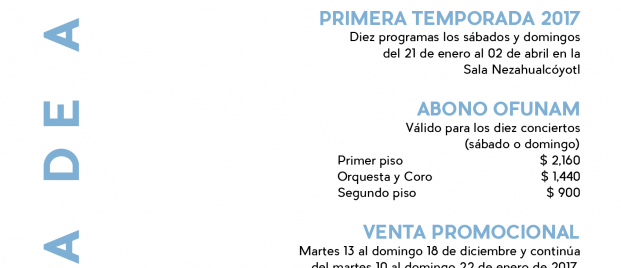 A DE A
PRIMERA TEMPORADA 2017
Diez programas los sábados y domingos
del 21 de enero al 02 de abril en la
Sala Nezahualcóyotl
ABONO OFUNAM
Válido para los diez conciertos
(sábado o domingo)
Primer piso $ 2,160
Orquesta y Coro $ 1,440
Segundo piso $ 900
VENTA PROMOCIONAL
Martes 13 al domingo 18 de diciembre y continúa
del martes 10 al domingo 22 de enero de 2017.